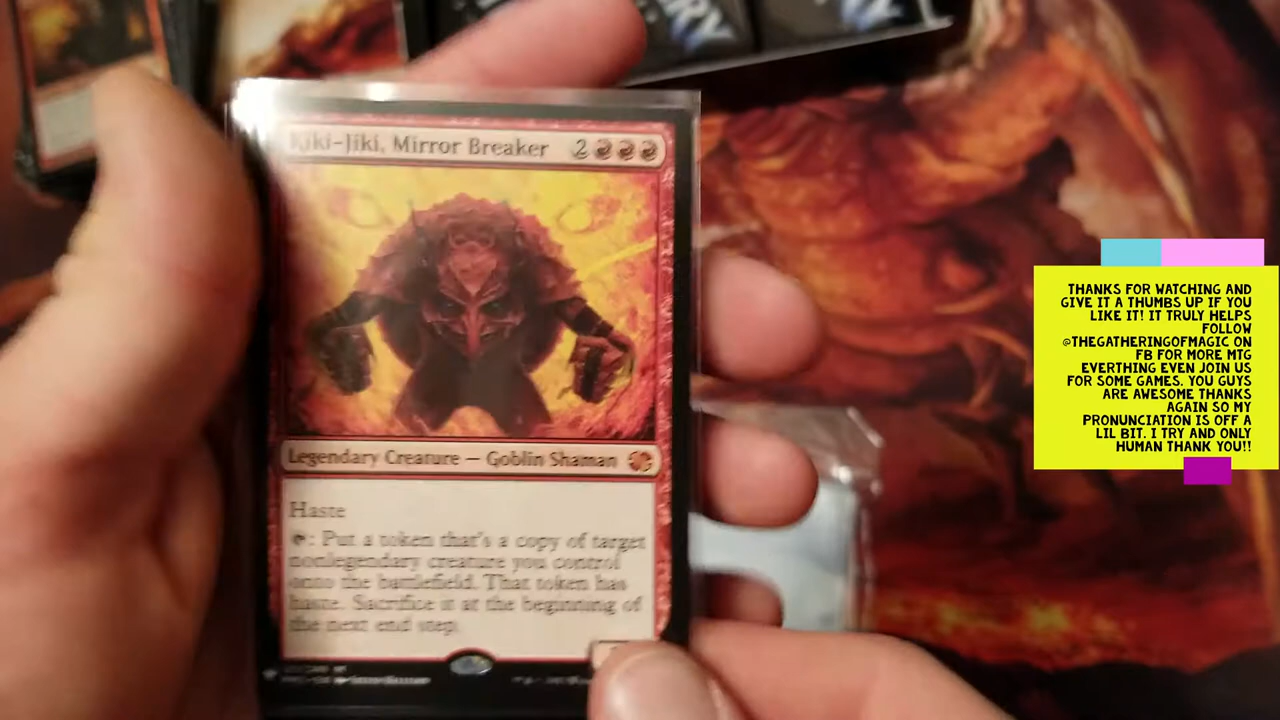 Kiki-Jiki, Mirror Breaker 2
Legendary Creature — Goblin Shaman
Haste
: Put a token that's a copy of target
nonlegendary creature you control
onto the battlefield. That token has
haste. Sacrifice it at the beginning of
the next end step.
THANKS FOR WATCHING AND
GIVE IT A THUMBS UP IF YOU
LIKE IT! IT TRULY HELPS
FOLLOW
@THEGATHERINGOFMAGIC ON
FB FOR MORE MTG
EVERTHING EVEN JOIN US
FOR SOME GAMES. YOU GUYS
ARE AWESOME THANKS
AGAIN SO MY
PRONUNCIATION IS OFF A
LIL BIT. I TRY AND ONLY
HUMAN THANK YOU!!